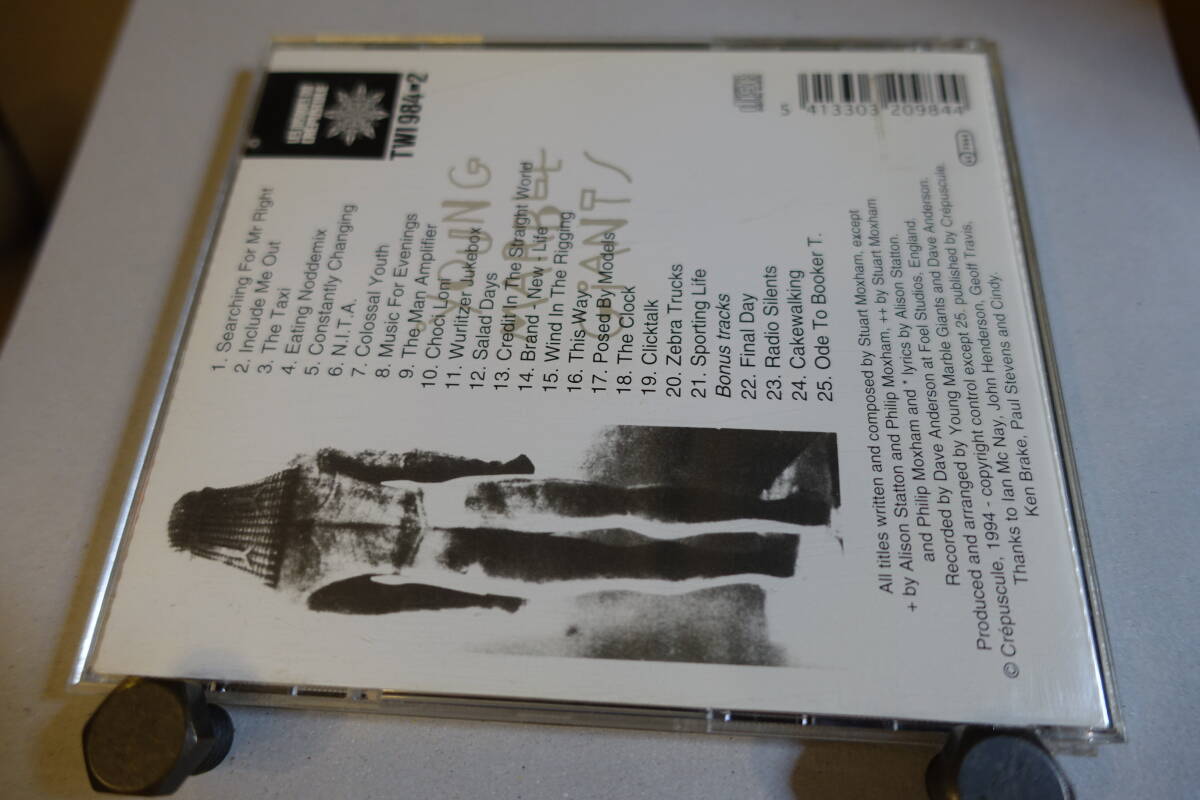 TWI 984-2
5 413303 209844
YOUNG
MARBLE
GIANTS
1. Searching For Mr Right
2. Include Me Out
3. The Taxi
4. Eating Noddemix
5. Constantly Changing
6. N.I.T.A.
7. Colossal Youth
8. Music For Evenings
9. The Man Amplifier
10. Choci Loni
11. Wurlitzer Jukebox
12. Salad Days
13. Credit In The Straight World
14. Brand - New - Life
15. Wind In The Rigging
16. This Way
17. Posed By Models
18. The Clock
19. Clicktalk
20. Zebra Trucks
21. Sporting Life
Bonus tracks
22. Final Day
23. Radio Silents
24. Cakewalking
25. Ode To Booker T.
All titles written and composed by Stuart Moxham, except
+ by Alison Statton and Philip Moxham, ++ by Stuart Moxham
and Philip Moxham and * lyrics by Alison Statton.
Recorded by Dave Anderson at Foel Studios, England.
Produced and arranged by Young Marble Giants and Dave Anderson.
© Crépuscule, 1994 - copyright control except 25. published by Crépuscule.
Thanks to Ian Mc Nay, John Henderson, Geoff Travis,
Ken Brake, Paul Stevens and Cindy.